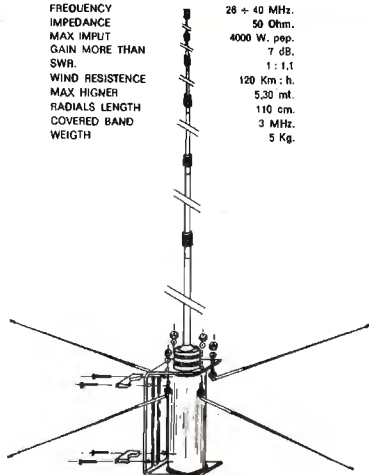 FREQUENCY 26 ÷ 40 MHz.
IMPEDANCE 50 Ohm.
MAX IMPUT 4000 W. pep.
GAIN MORE THAN 7 dB.
SWR. 1 : 1,1
WIND RESISTENCE 120 Km : h.
MAX HIGNER 5,30 mt.
RADIALS LENGTH 110 cm.
COVERED BAND 3 MHz.
WEIGTH 5 Kg.